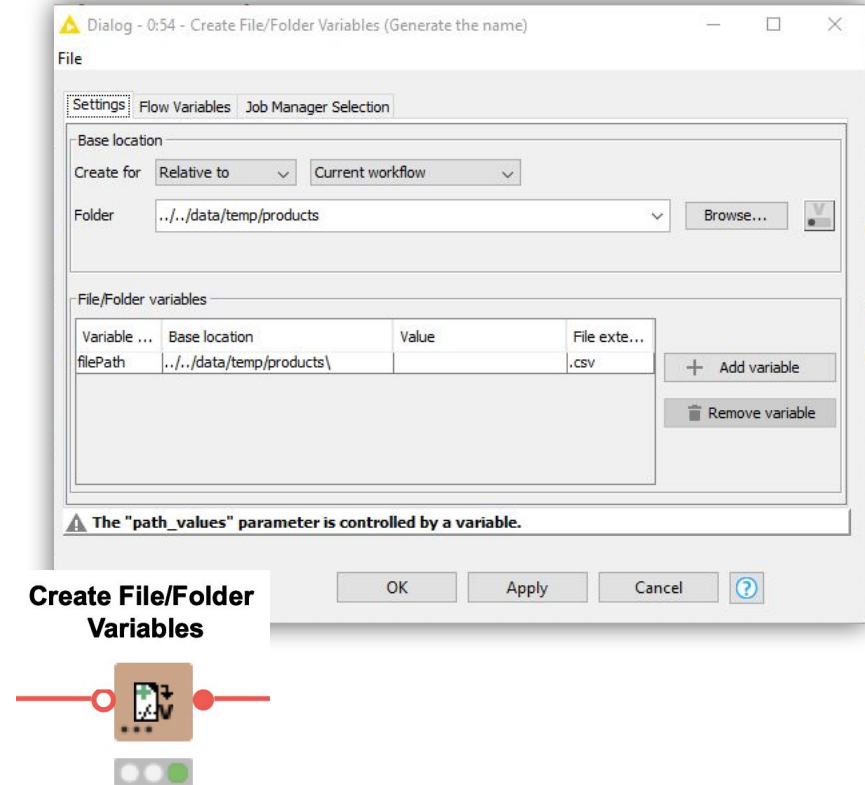 Dialog - 0:54 - Create File/Folder Variables (Generate the name)
File
Settings Flow Variables Job Manager Selection
Base location
Create for Relative to Current workflow
Folder ../../data/temp/products Browse... V
File/Folder variables
Variable ... Base location Value File exte...
filePath ../../data/temp/products\ .csv
Add variable
Remove variable
The "path_values" parameter is controlled by a variable.
OK Apply Cancel ?
Create File/Folder
Variables
V